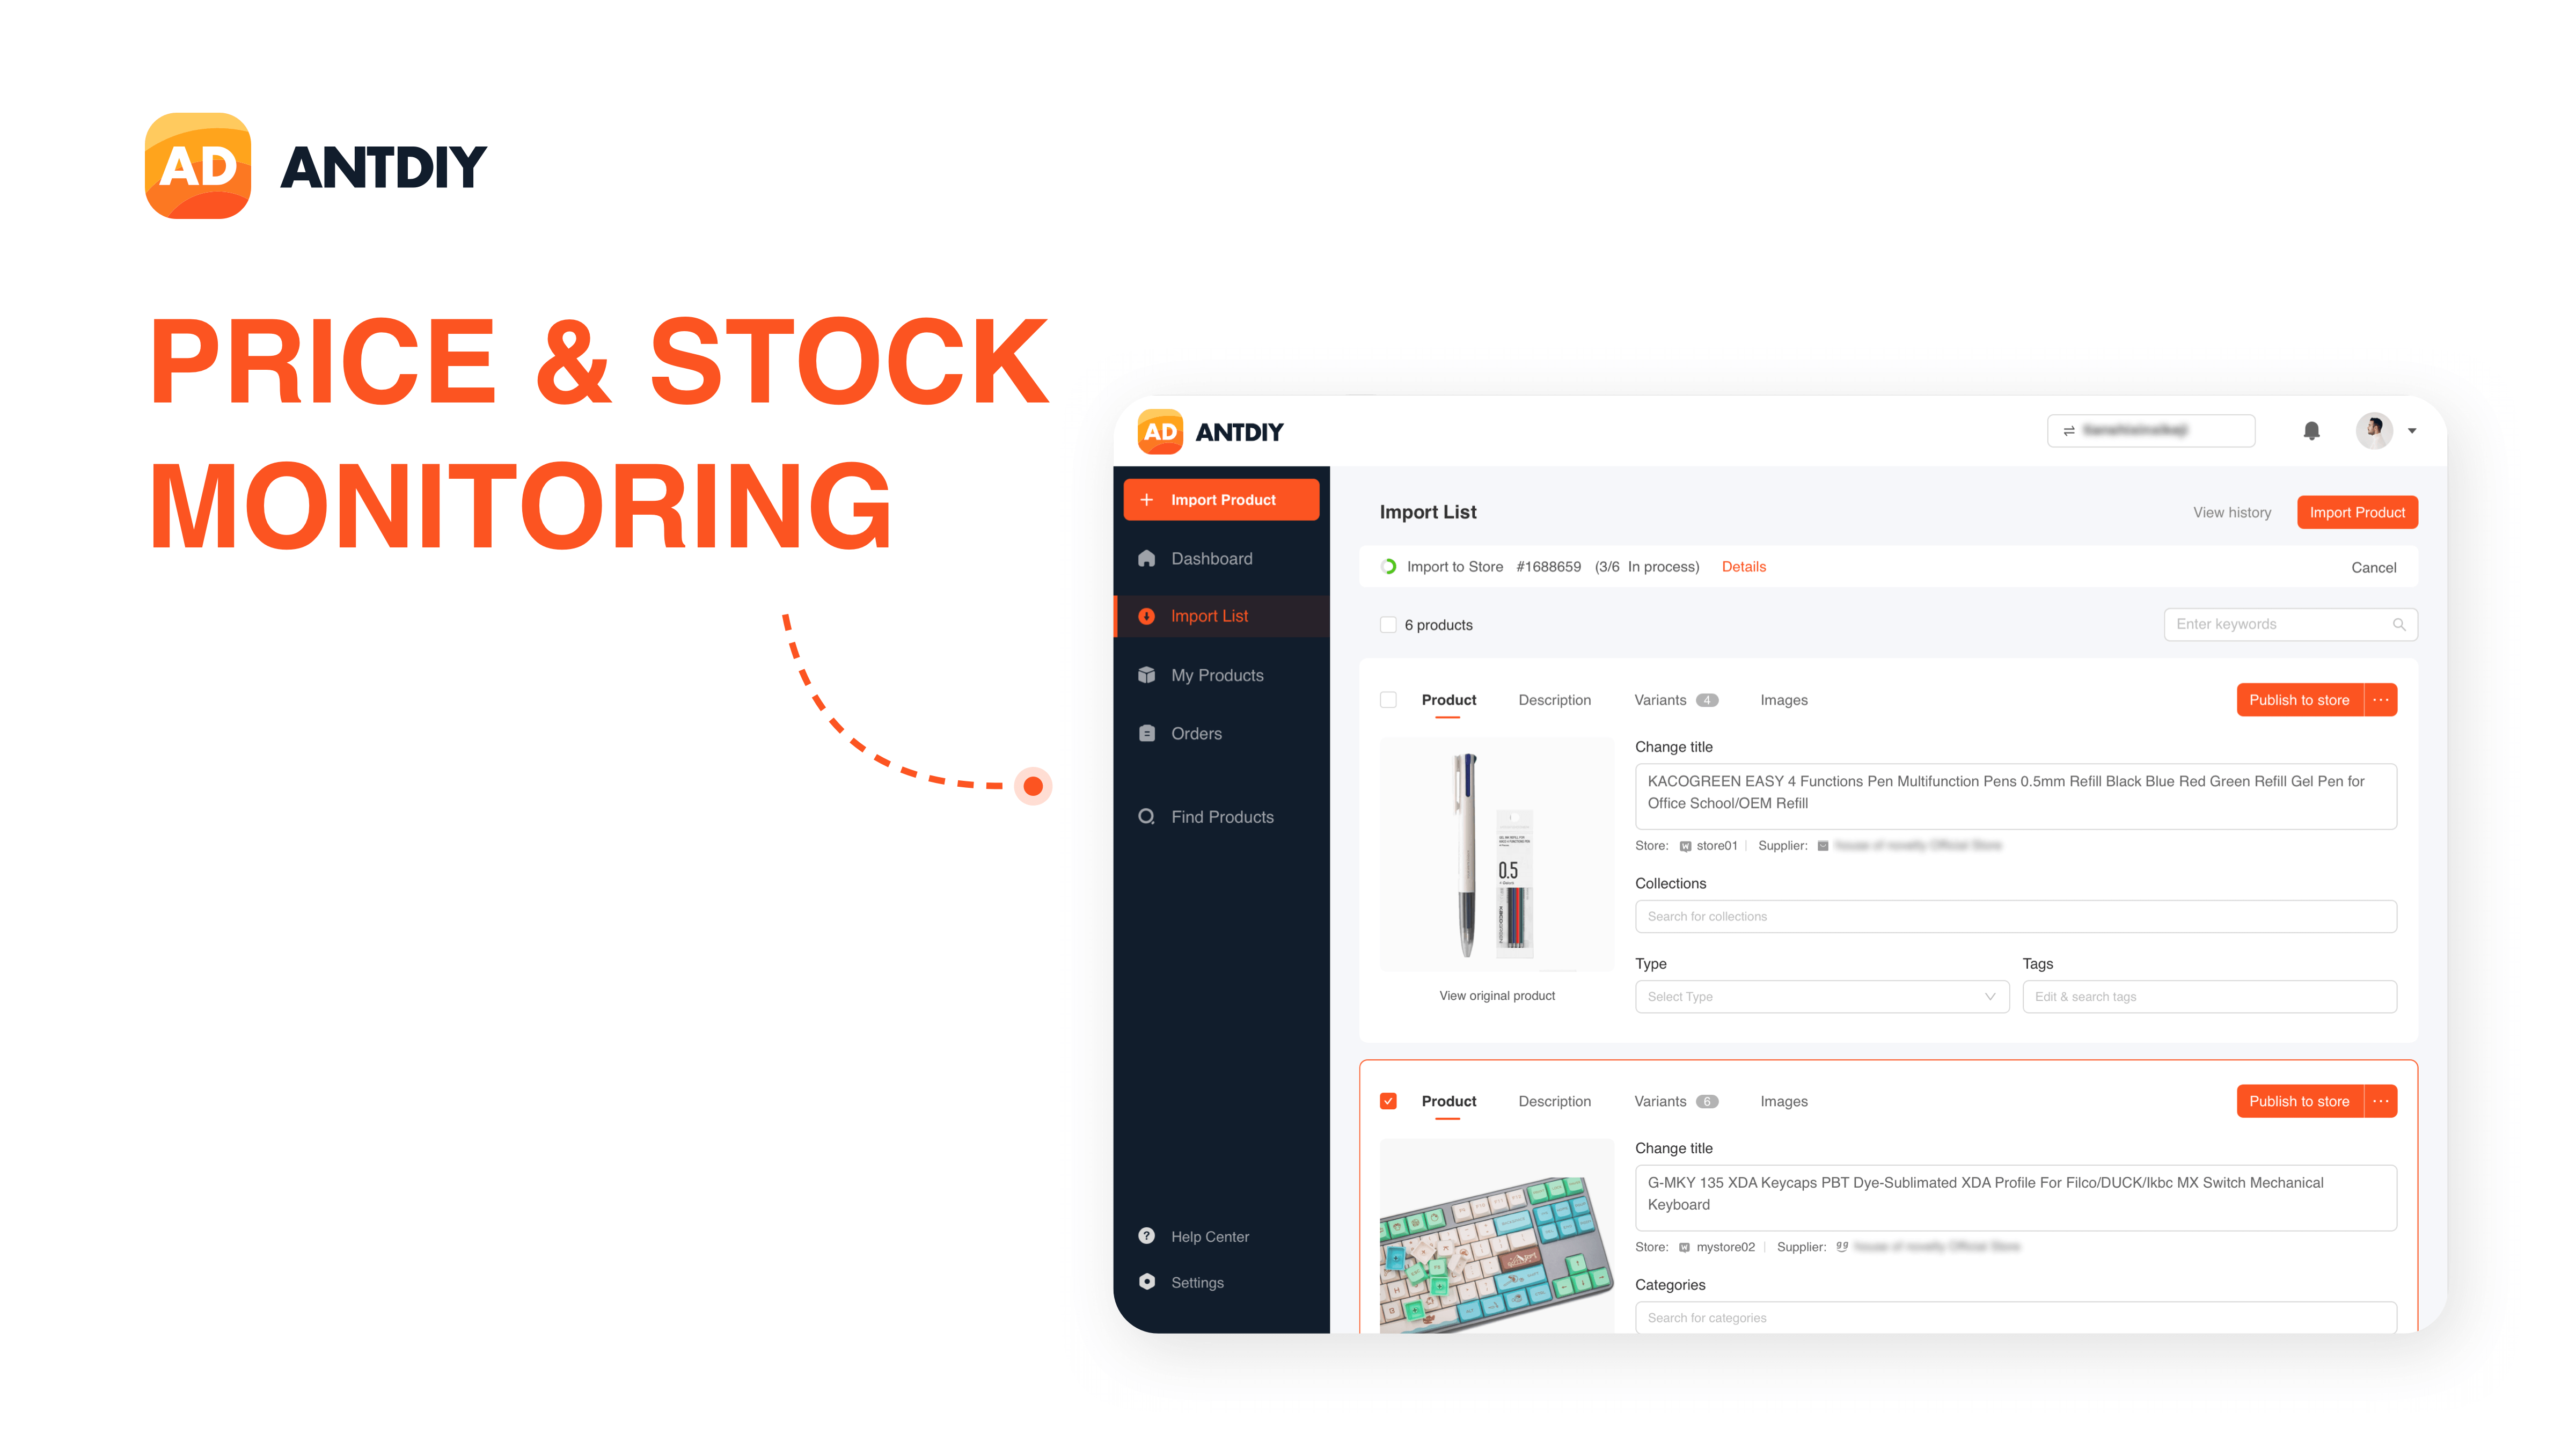 AD ANTDIY
PRICE & STOCK
MONITORING
AD ANTDIY
+ Import Product
Dashboard
Import List
My Products
Orders
Find Products
? Help Center
Settings
Import List
View history
Import Product
Import to Store #1688659 (3/6 In process) Details
Cancel
6 products
Enter keywords
Product Description Variants 4 Images
Publish to store ···
0.5
View original product
Change title
KACOGREEN EASY 4 Functions Pen Multifunction Pens 0.5mm Refill Black Blue Red Green Refill Gel Pen for
Office School/OEM Refill
Store: store01 | Supplier:
Collections
Search for collections
Type
Select Type
Tags
Edit & search tags
Product Description Variants 6 Images
Publish to store ···
Change title
G-MKY 135 XDA Keycaps PBT Dye-Sublimated XDA Profile For Filco/DUCK/Ikbc MX Switch Mechanical
Keyboard
Store: mystore02 | Supplier:
Categories
Search for categories